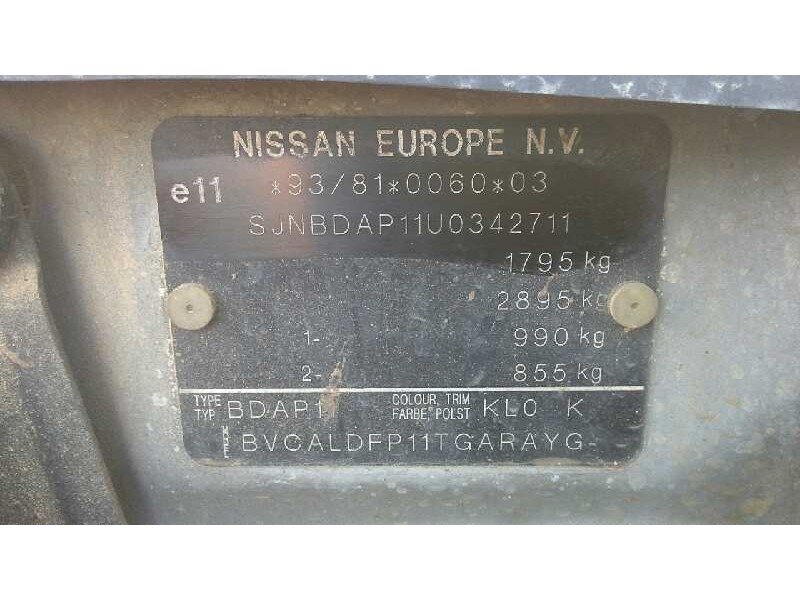 NISSAN EUROPE N.V.
e11 *93/81*0060*03
SJNBDAP11U0342711
1795 kg
2895 kg
1- 990 kg
2- 855 kg
TYPE TYP BDAP11 COLOUR, TRIM FARBE, POLST KL0 K
BVCALDFP11TGARAYG-